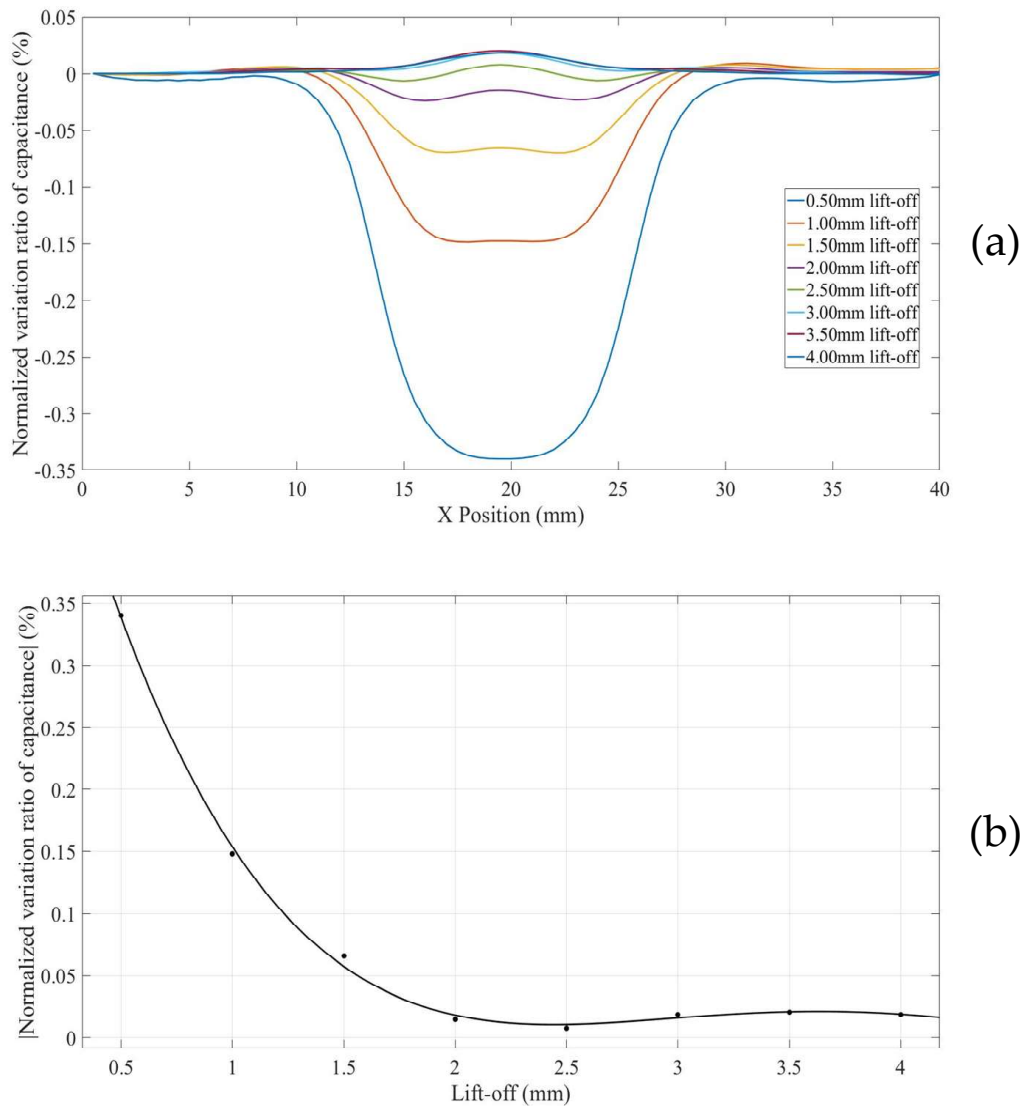 0.05
0
-0.05
-0.1
-0.15
-0.2
-0.25
-0.3
-0.35
Normalized variation ratio of capacitance (%)
0.50mm lift-off
1.00mm lift-off
1.50mm lift-off
2.00mm lift-off
2.50mm lift-off
3.00mm lift-off
3.50mm lift-off
4.00mm lift-off
(a)
0 5 10 15 20 25 30 35 40
X Position (mm)
0.35
0.3
0.25
0.2
0.15
0.1
0.05
0
|Normalized variation ratio of capacitance| (%)
(b)
0.5 1 1.5 2 2.5 3 3.5 4
Lift-off (mm)